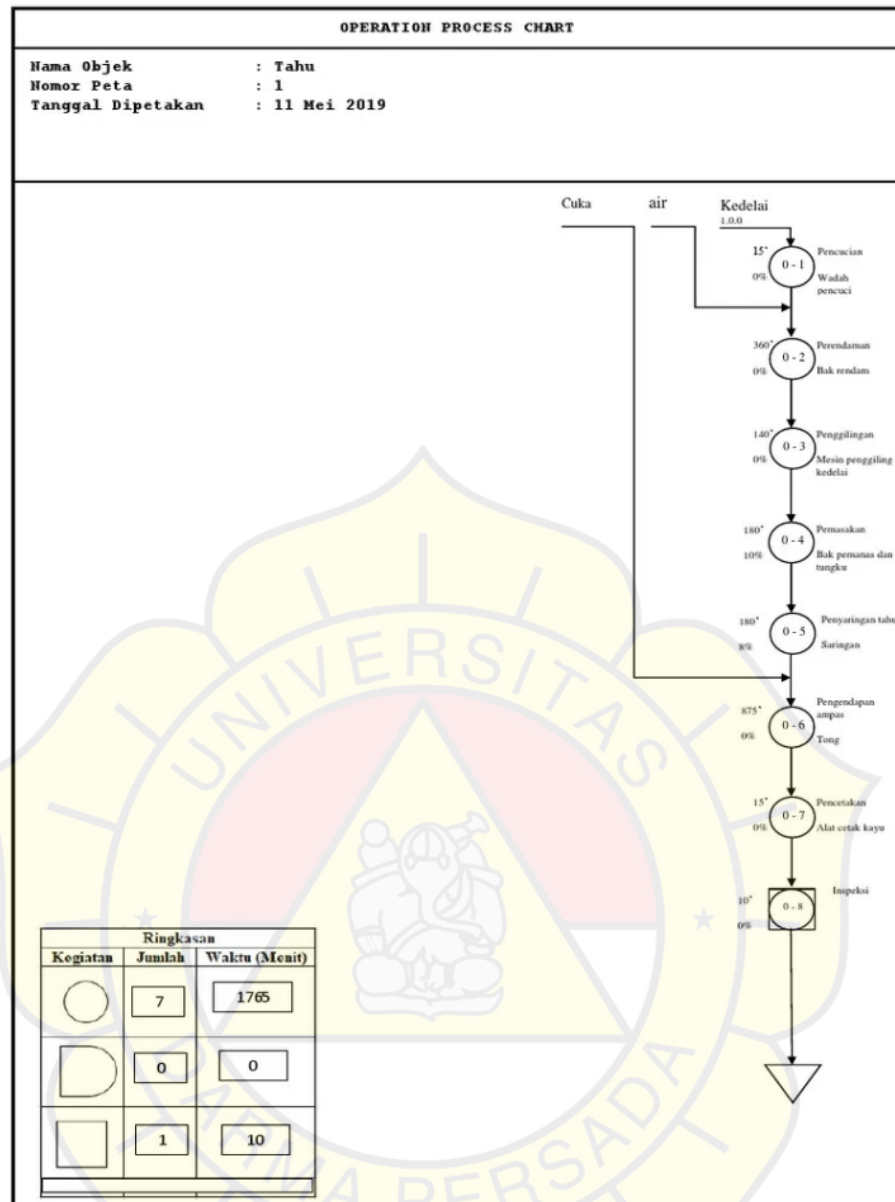 OPERATION PROCESS CHART
Nama Objek : Tahu
Nomor Peta : 1
Tanggal Dipetakan : 11 Mei 2019
Cuka air Kedelai
1.0.0
15" 0 - 1 Pencucian
0% Wadah
pencuci
360" 0 - 2 Perendaman
0% Bak rendam
140" 0 - 3 Penggilingan
0% Mesin penggiling
kedelai
180" 0 - 4 Pemasakan
10% Bak pemanas dan
tungku
180" 0 - 5 Penyaringan tahu
8% Saringan
875" 0 - 6 Pengendapan
ampas
0% Tong
15" 0 - 7 Pencetakan
0% Alat cetak kayu
10" 0 - 8 Inspeksi
0%
Ringkasan
Kegiatan Jumlah Waktu (Menit)
7 1765
0 0
1 10
UNIVERSITAS
DARMA PERSADA